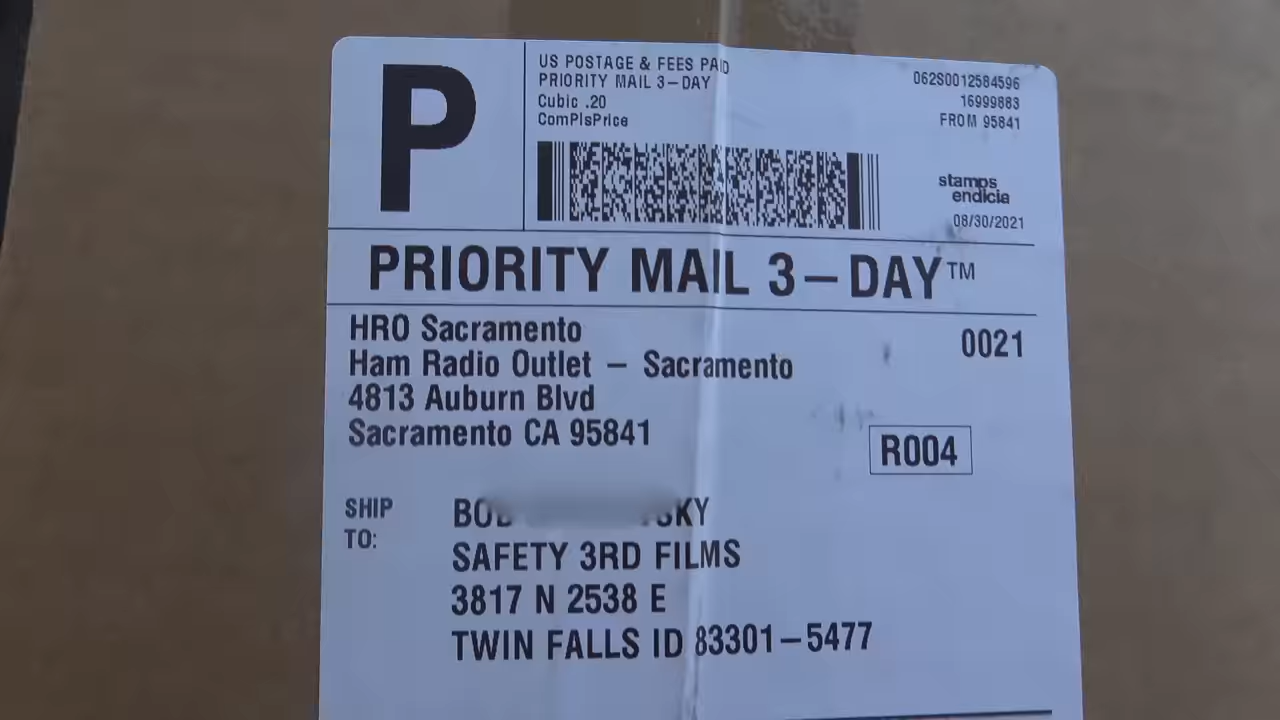 P
US POSTAGE & FEES PAID
PRIORITY MAIL 3-DAY
Cubic .20
ComPlsPrice
062S0012584596
16999883
FROM 95841
stamps
endicia
08/30/2021
PRIORITY MAIL 3-DAY™
HRO Sacramento
Ham Radio Outlet - Sacramento
4813 Auburn Blvd
Sacramento CA 95841
0021
R004
SHIP
TO:
SAFETY 3RD FILMS
3817 N 2538 E
TWIN FALLS ID 83301-5477